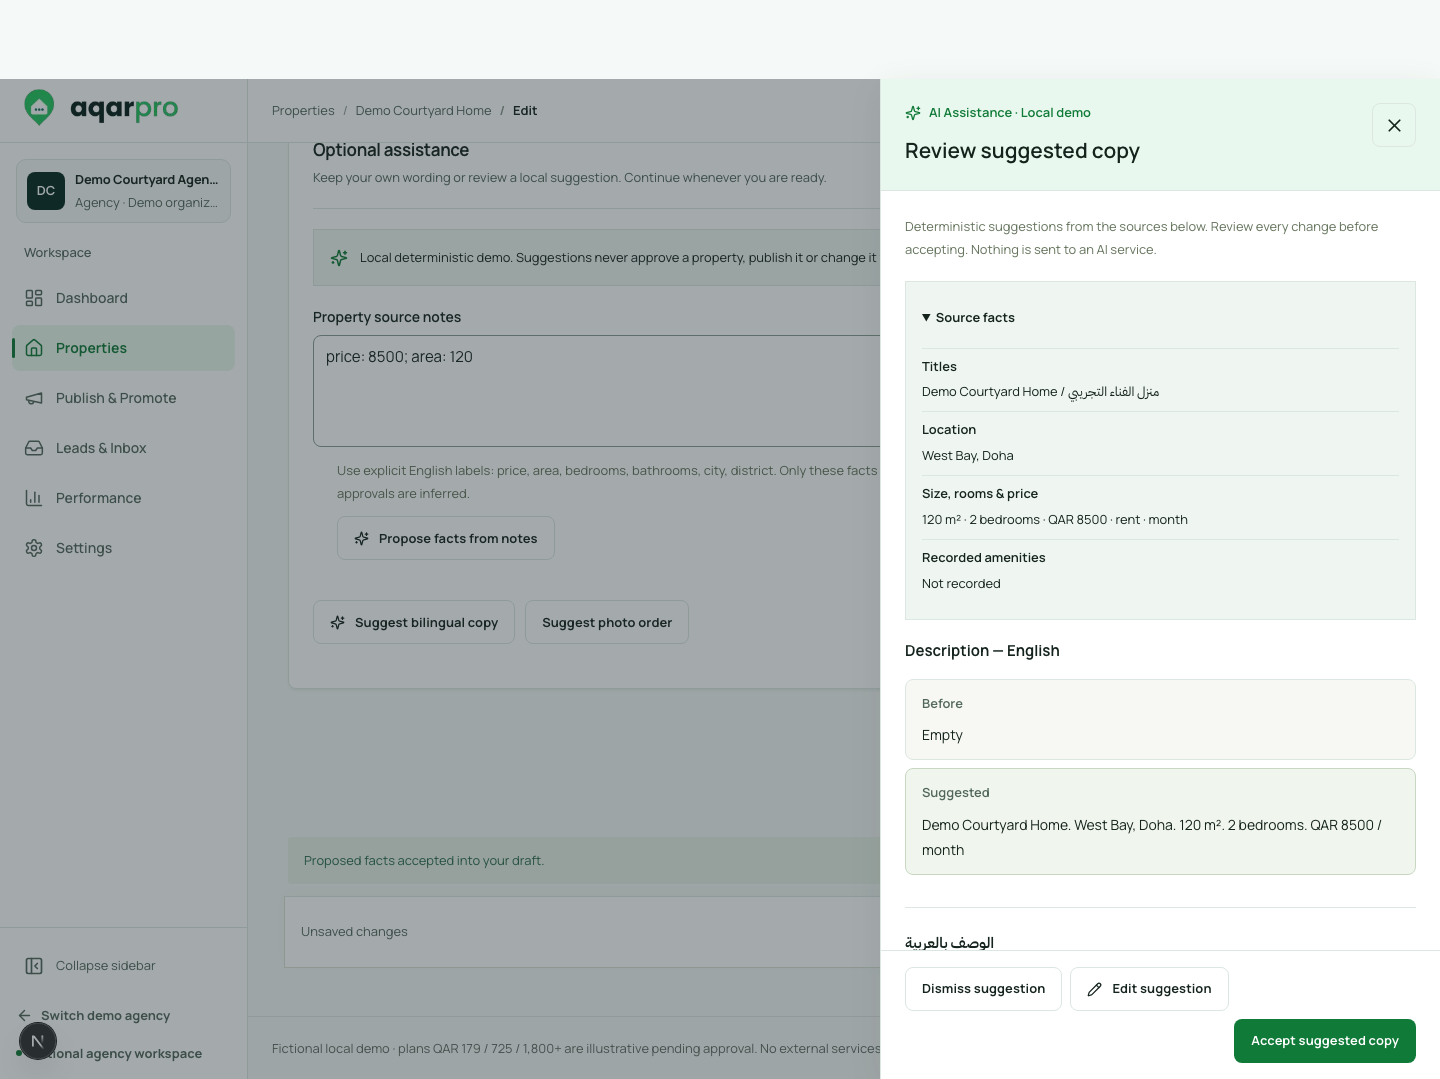 aqarpro
DC
Demo Courtyard Agen...
Agency · Demo organiz...
Workspace
Dashboard
Properties
Publish & Promote
Leads & Inbox
Performance
Settings
Collapse sidebar
Switch demo agency
agency workspace
Properties / Demo Courtyard Home / Edit
Optional assistance
Keep your own wording or review a local suggestion. Continue whenever you are ready.
Local deterministic demo. Suggestions never approve a property, publish it or change it
Property source notes
price: 8500; area: 120
Use explicit English labels: price, area, bedrooms, bathrooms, city, district. Only these facts
approvals are inferred.
Propose facts from notes
Suggest bilingual copy
Suggest photo order
Proposed facts accepted into your draft.
Unsaved changes
Fictional local demo · plans QAR 179 / 725 / 1,800+ are illustrative pending approval. No external services
AI Assistance · Local demo
Review suggested copy
Deterministic suggestions from the sources below. Review every change before
accepting. Nothing is sent to an AI service.
Source facts
Titles
Demo Courtyard Home / منزل الفناء التجريبي
Location
West Bay, Doha
Size, rooms & price
120 m² · 2 bedrooms · QAR 8500 · rent · month
Recorded amenities
Not recorded
Description — English
Before
Empty
Suggested
Demo Courtyard Home. West Bay, Doha. 120 m². 2 bedrooms. QAR 8500 /
month
الوصف بالعربية
Dismiss suggestion
Edit suggestion
Accept suggested copy